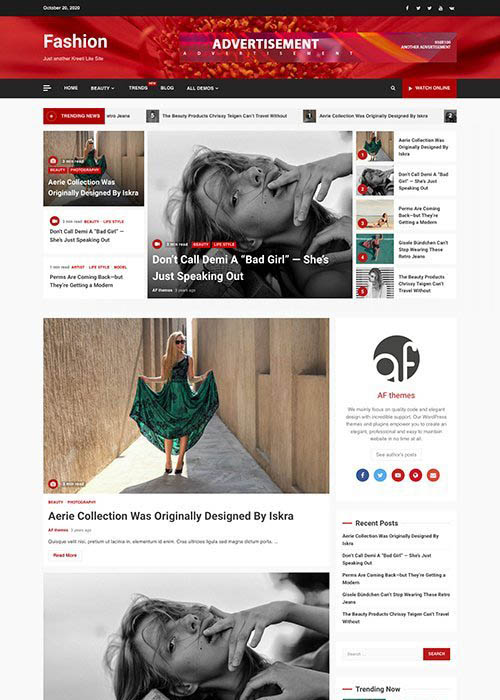 October 20, 2020
Fashion
Just another Kreeti Lite Site
ADVERTISEMENT
ADVERTISEMENT
ANOTHER ADVERTISEMENT
HOME
BEAUTY
TRENDS
NEW
BLOG
ALL DEMOS
WATCH ONLINE
TRENDING NEWS
etro Jeans
5
The Beauty Products Chrissy Teigen Can't Travel Without
1
Aerie Collection Was Originally Designed By Iskra
2
3 min read
BEAUTY PHOTOGRAPHY
Aerie Collection Was
Originally Designed By Iskra
3 min read BEAUTY LIFE STYLE
Don't Call Demi A “Bad Girl” —
She's Just Speaking Out
1 min read ARTIST LIFE STYLE MODEL
Perms Are Coming Back—but
They're Getting a Modern
3 min read BEAUTY LIFE STYLE
Don't Call Demi A “Bad Girl” — She's
Just Speaking Out
AF themes 3 years ago
1
Aerie Collection Was
Originally Designed By
Iskra
2
Don't Call Demi A “Bad
Girl” — She's Just
Speaking Out
3
Perms Are Coming
Back—but They're
Getting a Modern
4
Gisele Bündchen Can't
Stop Wearing These
Retro Jeans
5
The Beauty Products
Chrissy Teigen Can't
Travel Without
3 min read
BEAUTY PHOTOGRAPHY
Aerie Collection Was Originally Designed By Iskra
AF themes 3 years ago
Quisque velit nisi, pretium ut lacinia in, elementum id enim. Cras ultricies ligula sed magna dictum porta. ...
Read More
af
AF themes
We mainly focus on quality code and elegant
design with incredible support. Our WordPress
themes and plugins empower you to create an
elegant, professional and easy to maintain
website in no time at all.
See author's posts
Recent Posts
Aerie Collection Was Originally Designed By
Iskra
Don't Call Demi A “Bad Girl” — She's Just
Speaking Out
Perms Are Coming Back—but They're Getting a
Modern
Gisele Bündchen Can't Stop Wearing These Retro
Jeans
The Beauty Products Chrissy Teigen Can't Travel
Without
Search ...
SEARCH
Trending Now